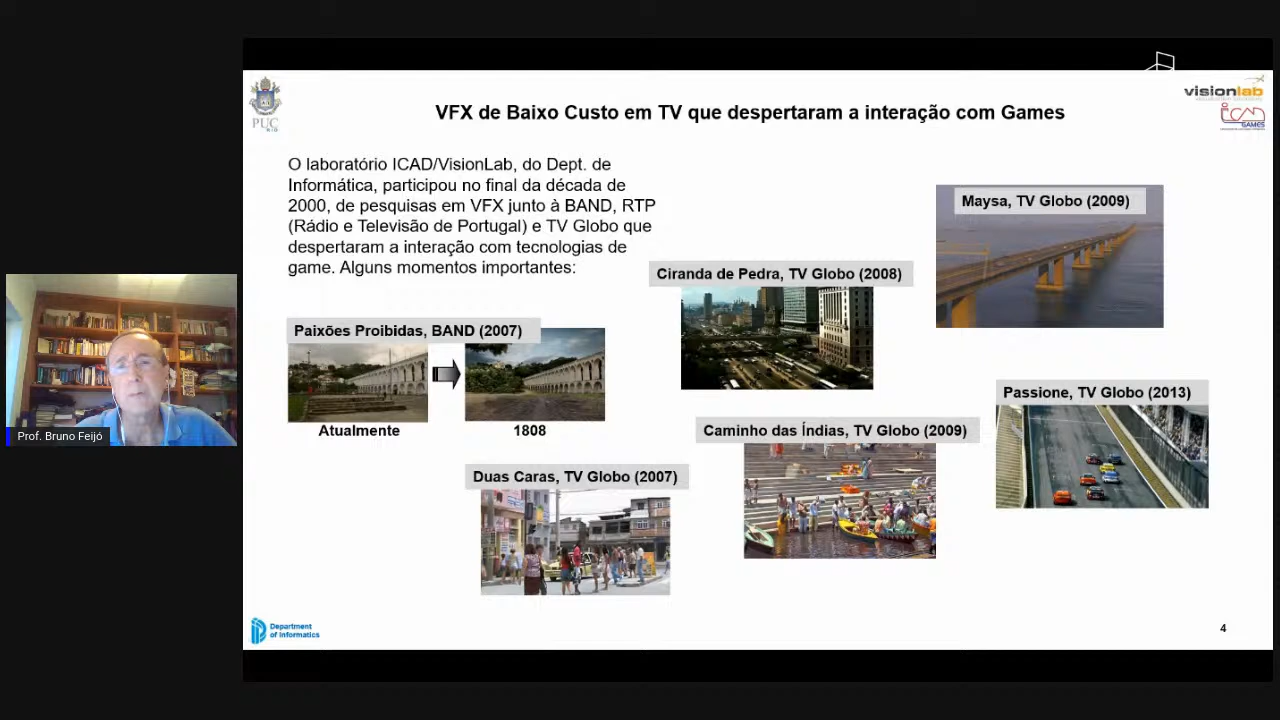 VFX de Baixo Custo em TV que despertaram a interação com Games
PUC
RIO
visionlab
ICAD
GAMES
O laboratório ICAD/VisionLab, do Dept. de
Informática, participou no final da década de
2000, de pesquisas em VFX junto à BAND, RTP
(Rádio e Televisão de Portugal) e TV Globo que
despertaram a interação com tecnologias de
game. Alguns momentos importantes:
Maysa, TV Globo (2009)
Ciranda de Pedra, TV Globo (2008)
Paixões Proibidas, BAND (2007)
Passione, TV Globo (2013)
Atualmente
1808
Caminho das Índias, TV Globo (2009)
Prof. Bruno Feijó
Duas Caras, TV Globo (2007)
Department
of Informatics
4